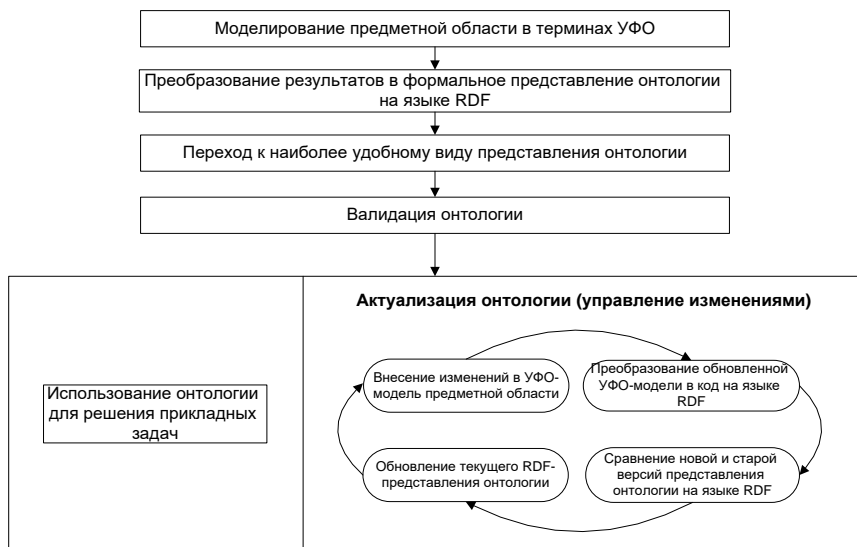 Моделирование предметной области в терминах УФО
Преобразование результатов в формальное представление онтологии
на языке RDF
Переход к наиболее удобному виду представления онтологии
Валидация онтологии
Использование онтологии
для решения прикладных
задач
Актуализация онтологии (управление изменениями)
Внесение изменений в УФО-
модель предметной области
Преобразование обновленной
УФО-модели в код на языке
RDF
Обновление текущего RDF-
представления онтологии
Сравнение новой и старой
версий представления
онтологии на языке RDF